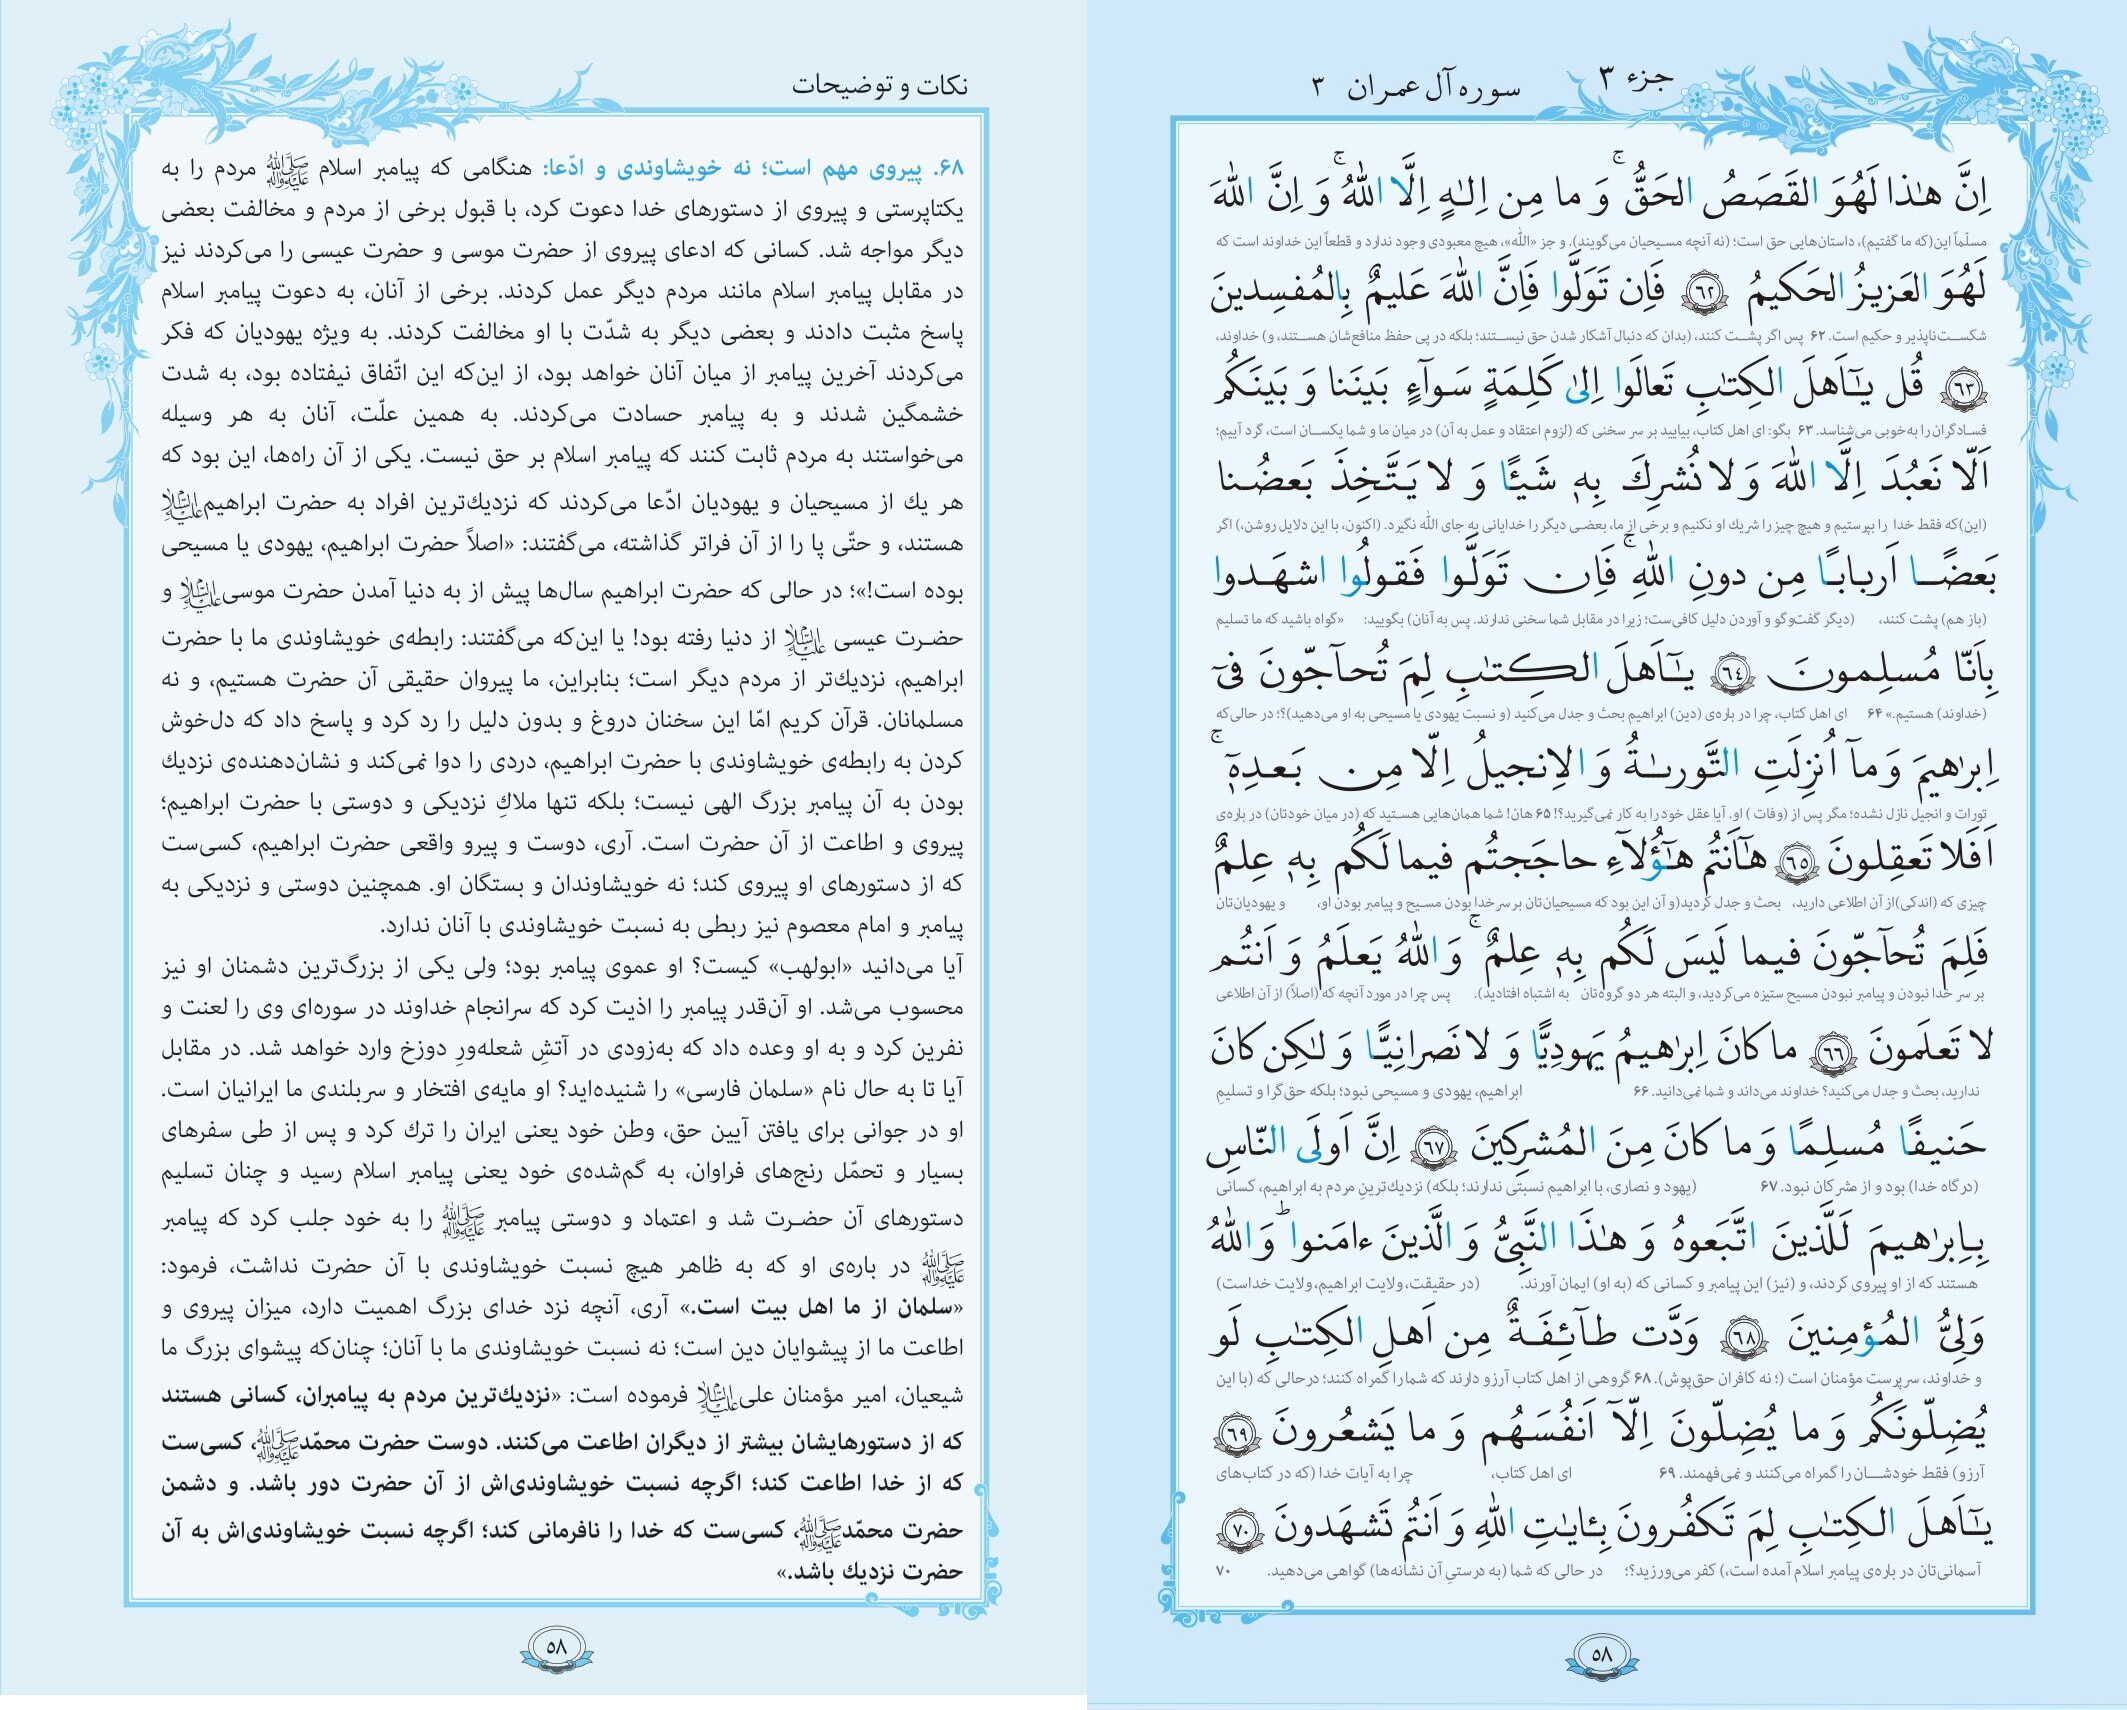 جزء ۳
سوره آل عمران ۳
اِنَّ هـٰذا لَهُوَ القَصَصُ الحَقُّ ۚ وَ ما مِن اِلـٰهٍ اِلَّا اللّٰهُ ۚ وَ اِنَّ اللّٰهَ
مسلّماً این(که ما گفتیم)، داستان‌هایی حق است؛ (نه آنچه مسیحیان می‌گویند). و جز «اللّٰه»، هیچ معبودی وجود ندارد و قطعاً این خداوند است که
لَهُوَ العَزیزُ الحَکیمُ ﴿٦٢﴾ فَاِن تَوَلَّوا فَاِنَّ اللّٰهَ عَلیمٌ بِالمُفسِدینَ
شکست‌ناپذیر و حکیم است. ۶۲ پس اگر پشت کنند، (بدان که دنبال آشکار شدن حق نیستند؛ بلکه در پی حفظ منافع‌شان هستند، و) خداوند،
﴿٦٣﴾ قُل یـٰٓاَهلَ الکِتـٰبِ تَعالَوا اِلىٰ کَلِمَةٍ سَوآءٍ بَینَنا وَ بَینَکُم
فسادگران را به‌خوبی می‌شناسد. ۶۳ بگو: ای اهل کتاب، بیایید بر سر سخنی که (لزوم اعتقاد و عمل به آن) در میان ما و شما یکسان است، گرد آییم؛
اَلّا نَعبُدَ اِلَّا اللّٰهَ وَ لا نُشرِكَ بِهٖ شَیئًا وَ لا یَتَّخِذَ بَعضُنا
(این)که فقط خدا را بپرستیم و هیچ چیز را شریك او نکنیم و برخی از ما، بعضی دیگر را خدایانی به جای اللّٰه نگیرد. (اکنون، با این دلایل روشن،) اگر
بَعضًا اَربابًا مِن دونِ اللّٰهِ ۚ فَاِن تَوَلَّوا فَقولُوا اشهَدوا
(باز هم) پشت کنند، (دیگر گفت‌وگو و آوردن دلیل کافی‌ست؛ زیرا در مقابل شما سخنی ندارند. پس به آنان) بگویید: «گواه باشید که ما تسلیم
بِاَنّا مُسلِمونَ ﴿٦٤﴾ یـٰٓاَهلَ الکِتـٰبِ لِمَ تُحآجّونَ فیٓ
(خداوند) هستیم.» ۶۴ ای اهل کتاب، چرا در باره‌ی (دین) ابراهیم بحث و جدل می‌کنید (و نسبت یهودی یا مسیحی به او می‌دهید)؟؛ در حالی‌که
اِبرٰهیمَ وَ مآ اُنزِلَتِ التَّورىٰةُ وَ الاِنجیلُ اِلّا مِن بَعدِهٖٓ ۚ
تورات و انجیل نازل نشده؛ مگر پس از (وفات ) او. آیا عقل خود را به کار نمی‌گیرید؟! ۶۵ هان! شما همان‌هایی هستید که (در میان خودتان) در باره‌ی
اَفَلا تَعقِلونَ ﴿٦٥﴾ هـٰٓاَنتُم هـٰٓؤُلآءِ حاجَجتُم فیما لَکُم بِهٖ عِلمٌ
چیزی که (اندکی)از آن اطلاعی دارید، بحث و جدل کردید(و آن این بود که مسیحیان‌تان بر سر خدا بودن مسیح و پیامبر بودن او، و یهودیان‌تان
فَلِمَ تُحآجّونَ فیما لَیسَ لَکُم بِهٖ عِلمٌ ۚ وَ اللّٰهُ یَعلَمُ وَ اَنتُم
بر سر خدا نبودن و پیامبر نبودن مسیح ستیزه می‌کردید، و البته هر دو گروه‌تان به اشتباه افتادید). پس چرا در مورد آنچه که (اصلاً) از آن اطلاعی
لا تَعلَمونَ ﴿٦٦﴾ ما کانَ اِبرٰهیمُ یَهودِیًّا وَ لا نَصرانِیًّا وَ لـٰکِن کانَ
ندارید، بحث و جدل می‌کنید؟ خداوند می‌داند و شما نمی‌دانید. ۶۶ ابراهیم، یهودی و مسیحی نبود؛ بلکه حق‌گرا و تسلیم
حَنیفًا مُسلِمًا وَ ما کانَ مِنَ المُشرِکینَ ﴿٦٧﴾ اِنَّ اَولَى النّاسِ
(درگاه خدا) بود و از مشرکان نبود. ۶۷ (یهود و نصاری، با ابراهیم نسبتی ندارند؛ بلکه) نزدیك‌ترینِ مردم به ابراهیم، کسانی
بِاِبرٰهیمَ لَلَّذینَ اتَّبَعوهُ وَ هـٰذَا النَّبِیُّ وَ الَّذینَ ءامَنوا ؕ وَ اللّٰهُ
هستند که از او پیروی کردند، و (نیز) این پیامبر و کسانی که (به او) ایمان آورند. (در حقیقت، ولایت ابراهیم، ولایت خداست)
وَلِیُّ المُؤمِنینَ ﴿٦٨﴾ وَدَّت طآئِفَةٌ مِن اَهلِ الکِتـٰبِ لَو
و خداوند، سرپرست مؤمنان است (؛ نه کافران حق‌پوش). ۶۸ گروهی از اهل کتاب آرزو دارند که شما را گمراه کنند؛ در حالی که (با این
یُضِلّونَکُم وَ ما یُضِلّونَ اِلّآ اَنفُسَهُم وَ ما یَشعُرونَ ﴿٦٩﴾
آرزو) فقط خودشان را گمراه می‌کنند و نمی‌فهمند. ۶۹ ای اهل کتاب، چرا به آیات خدا (که در کتاب‌های
یـٰٓاَهلَ الکِتـٰبِ لِمَ تَکفُرونَ بِـٔایـٰتِ اللّٰهِ وَ اَنتُم تَشهَدونَ ﴿٧٠﴾
آسمانی‌تان در باره‌ی پیامبر اسلام آمده است،) کفر می‌ورزید؟؛ در حالی که شما (به درستیِ آن نشانه‌ها) گواهی می‌دهید. ۷۰
۵۸
نکات و توضیحات
۶۸. پیروی مهم است؛ نه خویشاوندی و ادّعا: هنگامی که پیامبر اسلام ﷺ مردم را به
یکتاپرستی و پیروی از دستورهای خدا دعوت کرد، با قبول برخی از مردم و مخالفت بعضی
دیگر مواجه شد. کسانی که ادعای پیروی از حضرت موسی و حضرت عیسی را می‌کردند نیز
در مقابل پیامبر اسلام مانند مردم دیگر عمل کردند. برخی از آنان، به دعوت پیامبر اسلام
پاسخ مثبت دادند و بعضی دیگر به شدّت با او مخالفت کردند. به ویژه یهودیان که فکر
می‌کردند آخرین پیامبر از میان آنان خواهد بود، از این‌که این اتّفاق نیفتاده بود، به شدت
خشمگین شدند و به پیامبر حسادت می‌کردند. به همین علّت، آنان به هر وسیله
می‌خواستند به مردم ثابت کنند که پیامبر اسلام بر حق نیست. یکی از آن راه‌ها، این بود که
هر یك از مسیحیان و یهودیان ادّعا می‌کردند که نزدیك‌ترین افراد به حضرت ابراهیم علیه السلام
هستند، و حتّی پا را از آن فراتر گذاشته، می‌گفتند: «اصلاً حضرت ابراهیم، یهودی یا مسیحی
بوده است!»؛ در حالی که حضرت ابراهیم سال‌ها پیش از به دنیا آمدن حضرت موسی علیه السلام و
حضرت عیسی علیه السلام از دنیا رفته بود! یا این‌که می‌گفتند: رابطه‌ی خویشاوندی ما با حضرت
ابراهیم، نزدیك‌تر از مردم دیگر است؛ بنابراین، ما پیروان حقیقی آن حضرت هستیم، و نه
مسلمانان. قرآن کریم امّا این سخنان دروغ و بدون دلیل را رد کرد و پاسخ داد که دل‌خوش
کردن به رابطه‌ی خویشاوندی با حضرت ابراهیم، دردی را دوا نمی‌کند و نشان‌دهنده‌ی نزدیك
بودن به آن پیامبر بزرگ الهی نیست؛ بلکه تنها ملاكِ نزدیکی و دوستی با حضرت ابراهیم؛
پیروی و اطاعت از آن حضرت است. آری، دوست و پیرو واقعی حضرت ابراهیم، کسی‌ست
که از دستورهای او پیروی کند؛ نه خویشاوندان و بستگان او. همچنین دوستی و نزدیکی به
پیامبر و امام معصوم نیز ربطی به نسبت خویشاوندی با آنان ندارد.
آیا می‌دانید «ابولهب» کیست؟ او عموی پیامبر بود؛ ولی یکی از بزرگ‌ترین دشمنان او نیز
محسوب می‌شد. او آن‌قدر پیامبر را اذیت کرد که سرانجام خداوند در سوره‌ای وی را لعنت و
نفرین کرد و به او وعده داد که به‌زودی در آتشِ شعله‌ورِ دوزخ وارد خواهد شد. در مقابل
آیا تا به حال نام «سلمان فارسی» را شنیده‌اید؟ او مایه‌ی افتخار و سربلندی ما ایرانیان است.
او در جوانی برای یافتن آیین حق، وطن خود یعنی ایران را ترك کرد و پس از طی سفرهای
بسیار و تحمّل رنج‌های فراوان، به گم‌شده‌ی خود یعنی پیامبر اسلام رسید و چنان تسلیم
دستورهای آن حضرت شد و اعتماد و دوستی پیامبر ﷺ را به خود جلب کرد که پیامبر
ﷺ در باره‌ی او که به ظاهر هیچ نسبت خویشاوندی با آن حضرت نداشت، فرمود:
«سلمان از ما اهل بیت است.» آری، آنچه نزد خدای بزرگ اهمیت دارد، میزان پیروی و
اطاعت ما از پیشوایان دین است؛ نه نسبت خویشاوندی ما با آنان؛ چنان‌که پیشوای بزرگ ما
شیعیان، امیر مؤمنان علی علیه السلام فرموده است: «نزدیك‌ترین مردم به پیامبران، کسانی هستند
که از دستورهایشان بیشتر از دیگران اطاعت می‌کنند. دوست حضرت محمّد ﷺ، کسی‌ست
که از خدا اطاعت کند؛ اگرچه نسبت خویشاوندی‌اش از آن حضرت دور باشد. و دشمن
حضرت محمّد ﷺ، کسی‌ست که خدا را نافرمانی کند؛ اگرچه نسبت خویشاوندی‌اش به آن
حضرت نزدیك باشد.»
۵۸